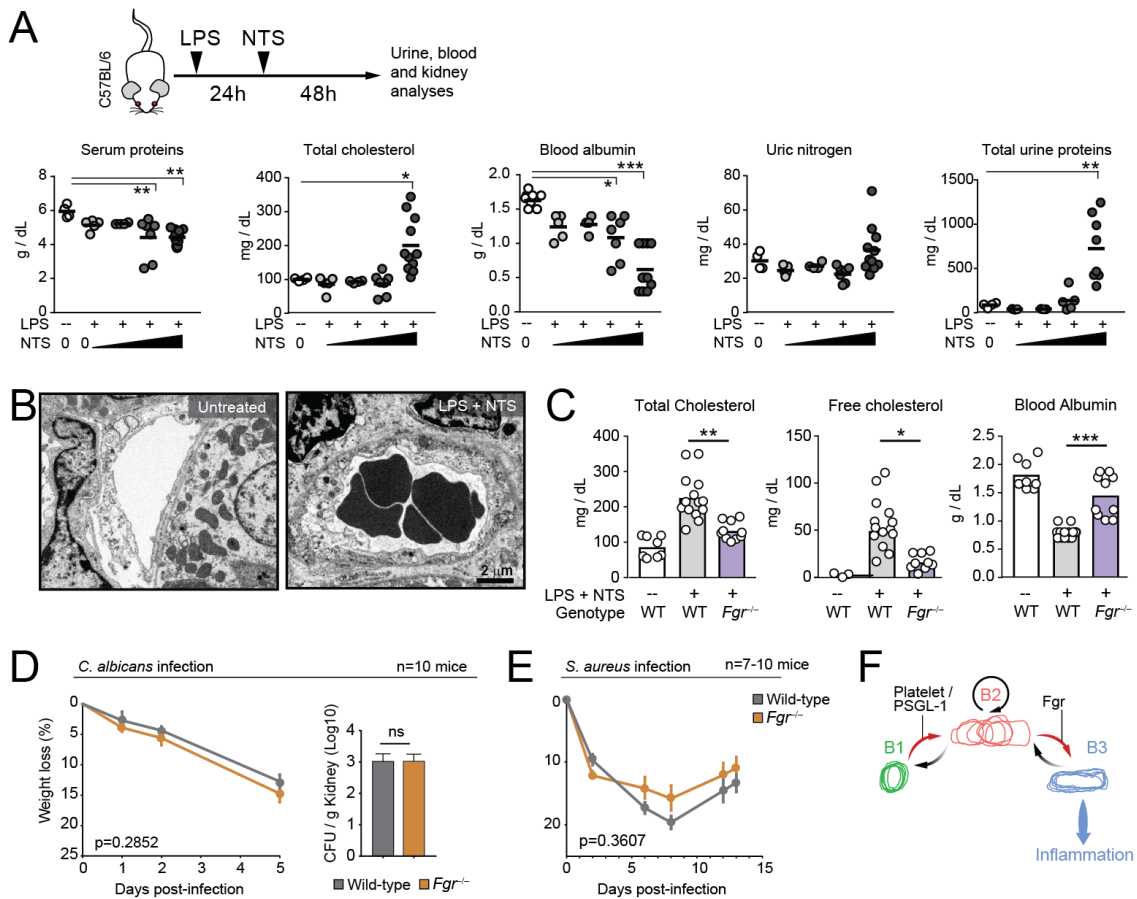 A
C57BL/6
LPS NTS
24h 48h
Urine, blood
and kidney
analyses
Serum proteins
g / dL
8
6
4
2
0
LPS -- + + + +
NTS 0 0
** **
Total cholesterol
mg / dL
400
300
200
100
0
LPS -- + + + +
NTS 0
*
Blood albumin
g / dL
2.0
1.5
1.0
0.5
0.0
LPS -- + + + +
NTS 0
* ***
Uric nitrogen
mg / dL
80
60
40
20
0
LPS -- + + + +
NTS 0
Total urine proteins
mg / dL
1500
1000
500
0
LPS -- + + + +
NTS 0
**
B
Untreated
LPS + NTS
2 µm
C
Total Cholesterol
mg / dL
400
300
200
100
0
**
LPS + NTS -- + +
Genotype WT WT Fgr–/–
Free cholesterol
mg / dL
150
100
50
0
*
-- + +
WT WT Fgr–/–
Blood Albumin
g / dL
2.5
2.0
1.5
1.0
0.5
0.0
***
-- + +
WT WT Fgr–/–
D
C. albicans infection n=10 mice
Weight loss (%)
0
5
10
15
20
25
p=0.2852
0 1 2 3 4 5
Days post-infection
CFU / g Kidney (Log10)
4
3
2
1
0
ns
Wild-type Fgr–/–
E
S. aureus infection n=7-10 mice
Wild-type
Fgr–/–
0
10
20
p=0.3607
0 5 10 15
Days post-infection
F
Platelet /
PSGL-1
B2
Fgr
B1
B3
Inflammation